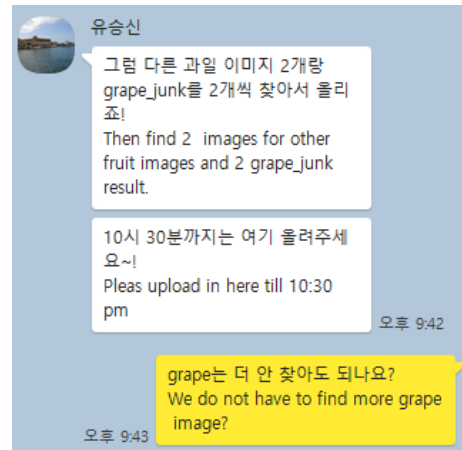 유승신
그럼 다른 과일 이미지 2개랑
grape_junk를 2개씩 찾아서 올리
죠!
Then find 2  images for other
fruit images and 2 grape_junk
result.
10시 30분까지는 여기 올려주세
요~!
Pleas upload in here till 10:30
pm
오후 9:42
grape는 더 안 찾아도 되나요?
We do not have to find more grape
image?
오후 9:43